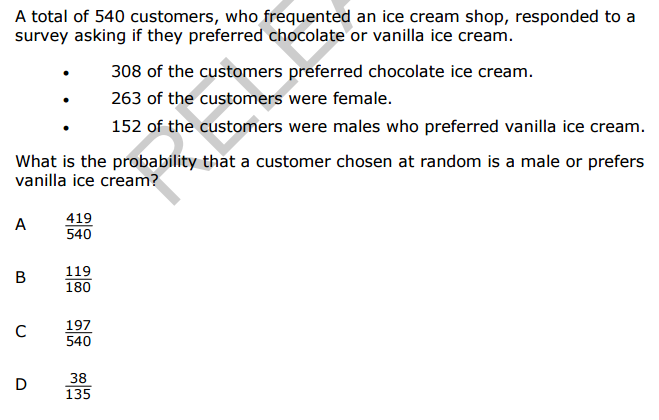 A total of 540 customers, who frequented an ice cream shop, responded to a
survey asking if they preferred chocolate or vanilla ice cream.
• 308 of the customers preferred chocolate ice cream.
• 263 of the customers were female.
• 152 of the customers were males who preferred vanilla ice cream.
What is the probability that a customer chosen at random is a male or prefers
vanilla ice cream?
A 419/540
B 119/180
C 197/540
D 38/135